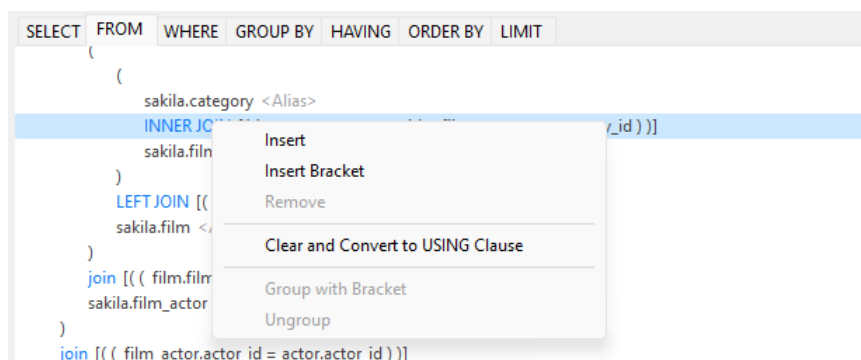 SELECT FROM WHERE GROUP BY HAVING ORDER BY LIMIT
(
(
sakila.category <Alias>
INNER JOIN y_id ) )]
Insert
sakila.film
Insert Bracket
)
LEFT JOIN [(
Remove
sakila.film
)
Clear and Convert to USING Clause
join [( ( film.film
Group with Bracket
sakila.film_actor
)
Ungroup
join [( ( film_actor.actor_id = actor.actor_id ) )]